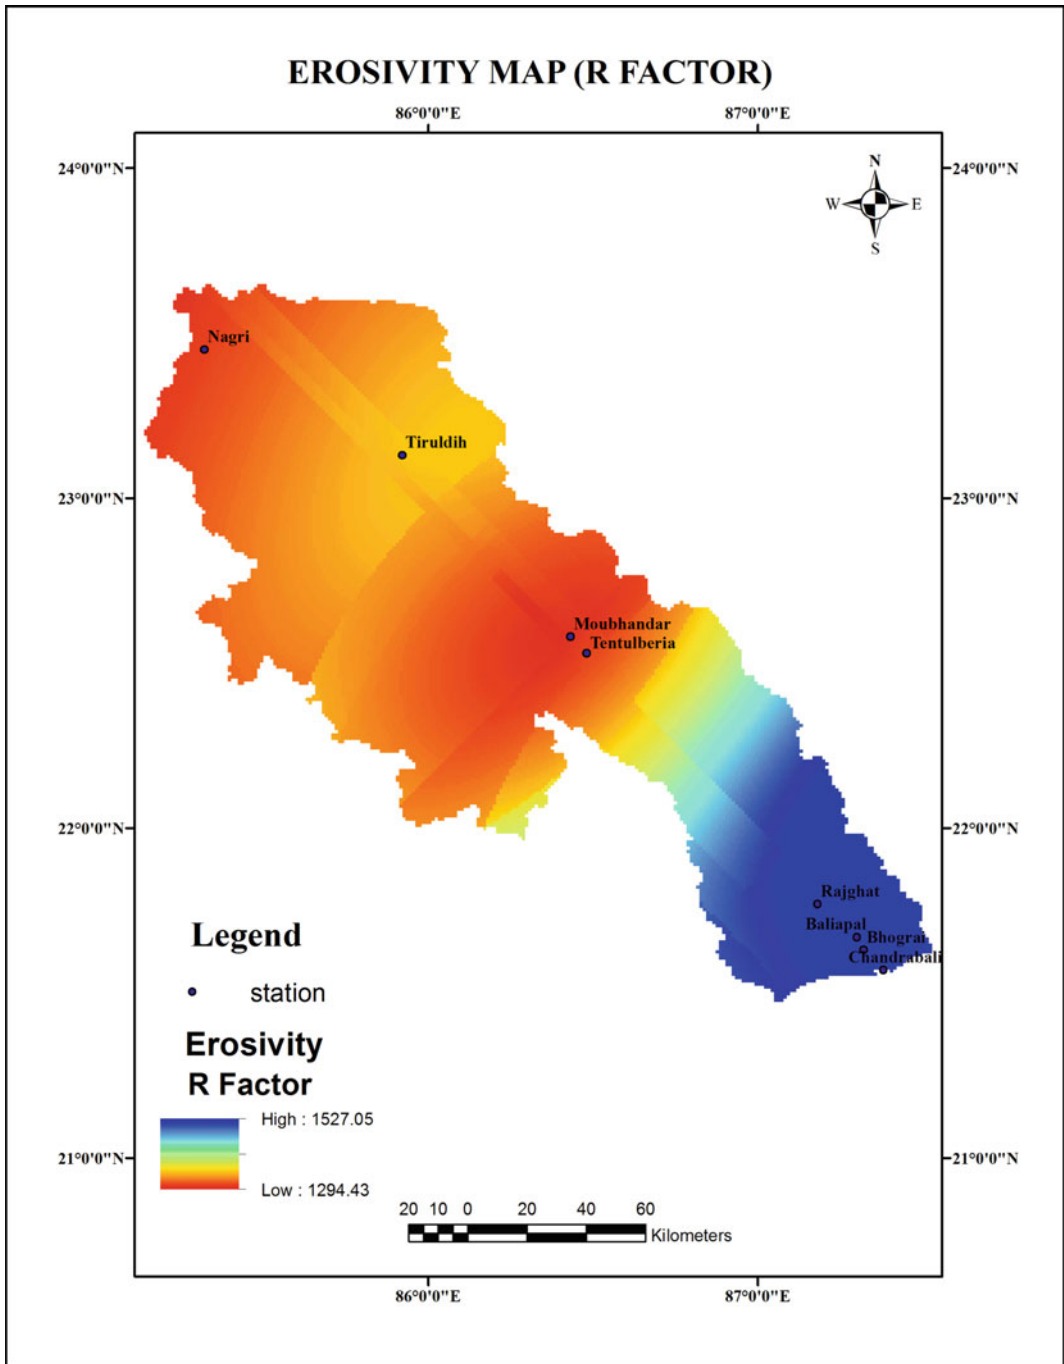 EROSIVITY MAP (R FACTOR)
86°0'0"E 87°0'0"E
24°0'0"N 24°0'0"N
N
W E
S
Nagri
Tiruldih
23°0'0"N 23°0'0"N
Moubhandar
Tentulberia
22°0'0"N 22°0'0"N
Rajghat
Baliapal
Bhograi
Chandrabali
Legend
station
Erosivity
R Factor
High : 1527.05
Low : 1294.43
21°0'0"N 21°0'0"N
20 10 0 20 40 60
Kilometers
86°0'0"E 87°0'0"E